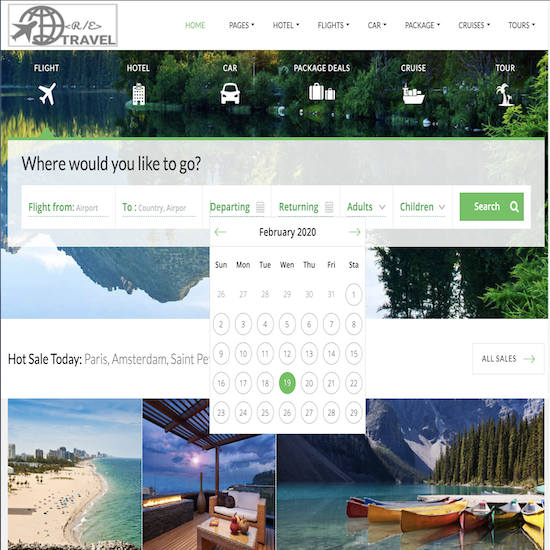 <R/E>
TRAVEL
HOME PAGES HOTEL FLIGHTS CAR PACKAGE CRUISES TOURS
FLIGHT HOTEL CAR PACKAGE DEALS CRUISE TOUR
Where would you like to go?
Flight from: Airport To : Country, Airpor Departing Returning Adults Children Search
February 2020
Sun Mon Tue Wen Thu Fri Sta
26 27 28 29 30 31 1
2 3 4 5 6 7 8
9 10 11 12 13 14 15
16 17 18 19 20 21 22
23 24 25 26 27 28 29
Hot Sale Today: Paris, Amsterdam, Saint Pe
ALL SALES